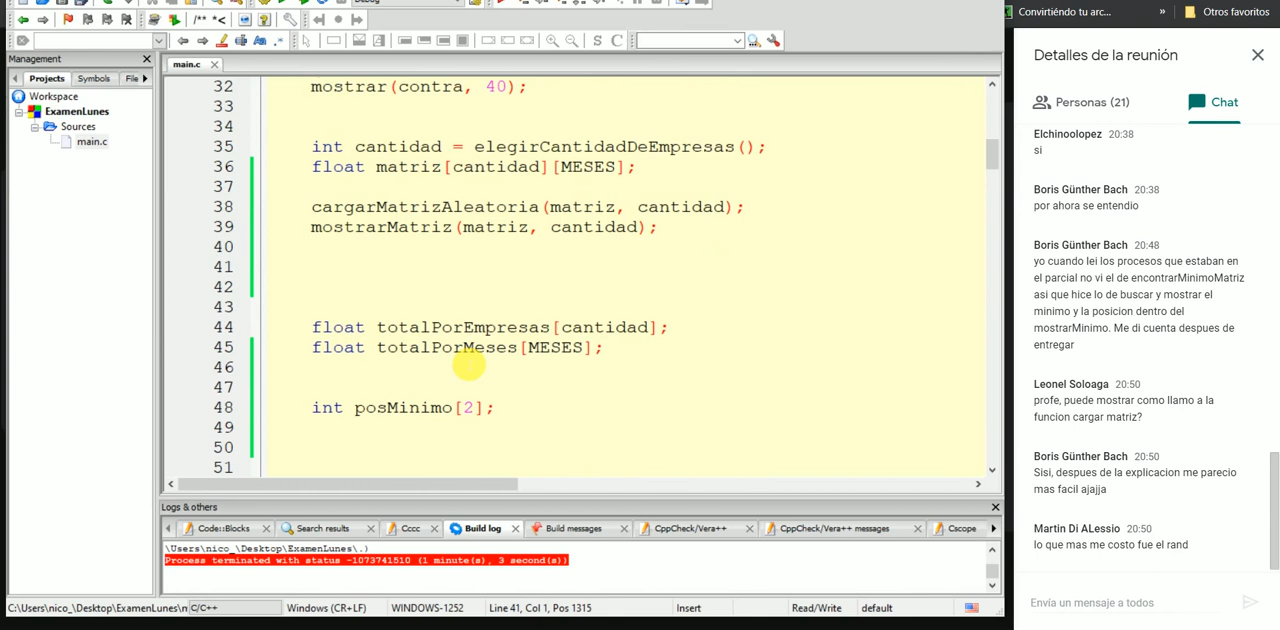 Management
main.c
Projects Symbols File
Workspace
ExamenLunes
Sources
main.c
32 mostrar(contra, 40);
33
34
35 int cantidad = elegirCantidadDeEmpresas();
36 float matriz[cantidad][MESES];
37
38 cargarMatrizAleatoria(matriz, cantidad);
39 mostrarMatriz(matriz, cantidad);
40
41
42
43
44 float totalPorEmpresas[cantidad];
45 float totalPorMeses[MESES];
46
47
48 int posMinimo[2];
49
50
51
Logs & others
Code::Blocks Search results Cccc Build log Build messages CppCheck/Vera++ CppCheck/Vera++ messages Cscope
\Users\nico_\Desktop\ExamenLunes\.)
Process terminated with status -1073741510 (1 minute(s), 3 second(s))
C:\Users\nico_\Desktop\ExamenLunes\m C/C++ Windows (CR+LF) WINDOWS-1252 Line 41, Col 1, Pos 1315 Insert Read/Write default
Convirtiéndo tu arc... » Otros favoritos
Detalles de la reunión
Personas (21) Chat
Elchinoolopez 20:38
si
Boris Günther Bach 20:38
por ahora se entendio
Boris Günther Bach 20:48
yo cuando lei los procesos que estaban en
el parcial no vi el de encontrarMinimoMatriz
asi que hice lo de buscar y mostrar el
minimo y la posicion dentro del
mostrarMinimo. Me di cuenta despues de
entregar
Leonel Soloaga 20:50
profe, puede mostrar como llamo a la
funcion cargar matriz?
Boris Günther Bach 20:50
Sisi, despues de la explicacion me parecio
mas facil ajajja
Martin Di ALessio 20:50
lo que mas me costo fue el rand
Envía un mensaje a todos